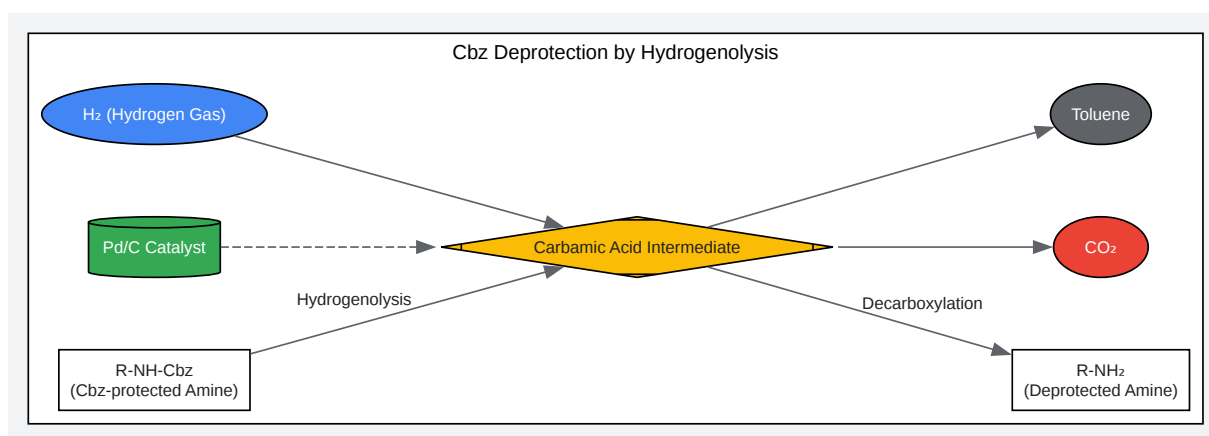 Cbz Deprotection by Hydrogenolysis
H₂ (Hydrogen Gas)
Toluene
Pd/C Catalyst
Carbamic Acid Intermediate
CO₂
Hydrogenolysis
Decarboxylation
R-NH-Cbz
(Cbz-protected Amine)
R-NH₂
(Deprotected Amine)